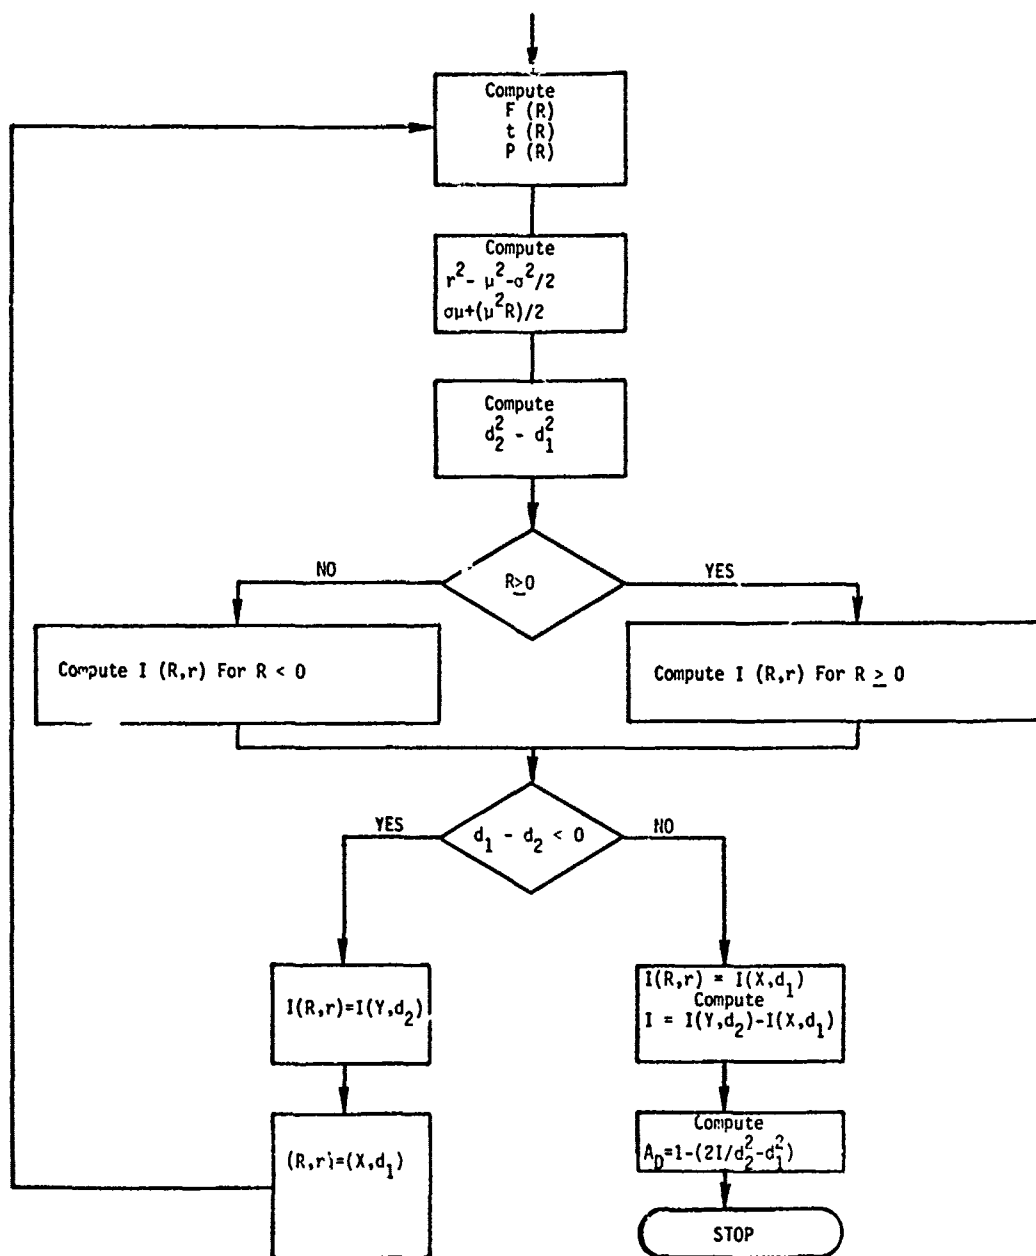 Compute
F (R)
t (R)
P (R)
Compute
r² - μ² -σ²/2
σμ+(μ²R)/2
Compute
d₂² - d₁²
R≥0
NO
YES
Compute I (R,r) For R < 0
Compute I (R,r) For R ≥ 0
d₁ - d₂ < 0
YES
NO
I(R,r)=I(Y,d₂)
I(R,r) = I(X,d₁)
Compute
I = I(Y,d₂)-I(X,d₁)
(R,r)=(X,d₁)
Compute
A_D=1-(2I/d₂²-d₁²)
STOP